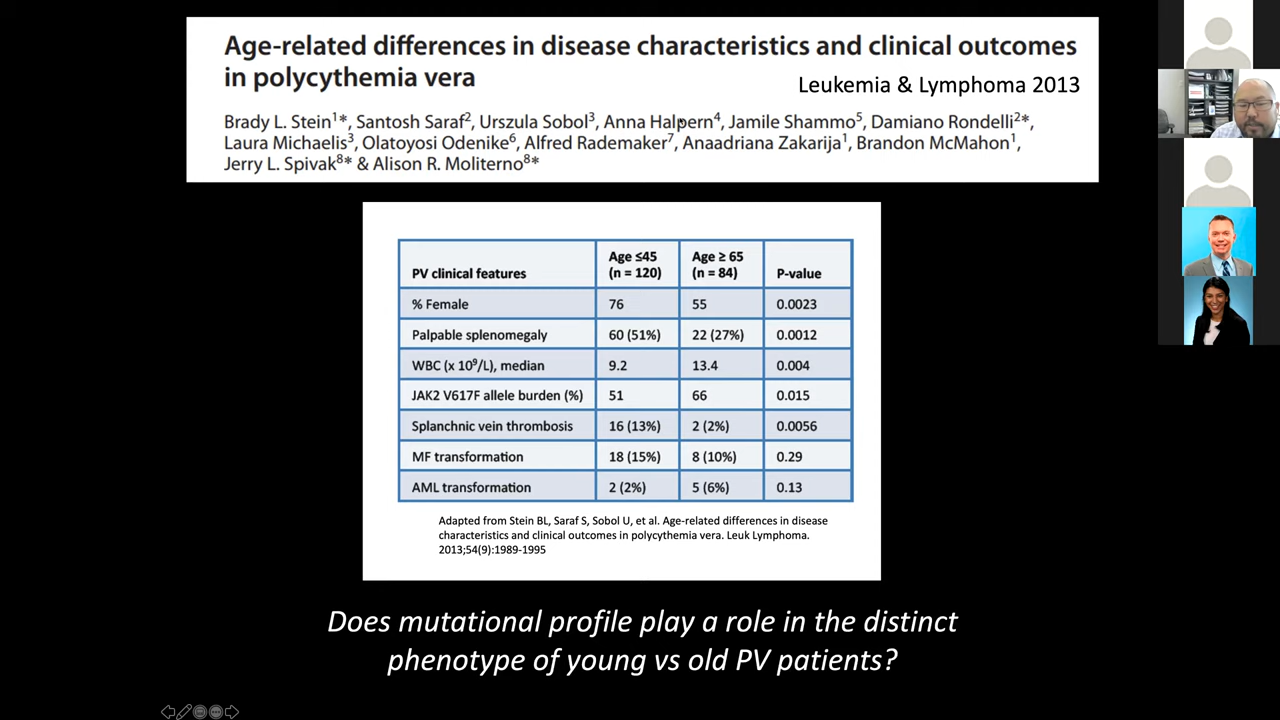 Age-related differences in disease characteristics and clinical outcomes
in polycythemia vera
Leukemia & Lymphoma 2013
Brady L. Stein¹*, Santosh Saraf², Urszula Sobol³, Anna Halpern⁴, Jamile Shammo⁵, Damiano Rondelli²*,
Laura Michaelis³, Olatoyosi Odenike⁶, Alfred Rademaker⁷, Anaadriana Zakarija¹, Brandon McMahon¹,
Jerry L. Spivak⁸* & Alison R. Moliterno⁸*
PV clinical features Age ≤45 (n = 120) Age ≥ 65 (n = 84) P-value
% Female 76 55 0.0023
Palpable splenomegaly 60 (51%) 22 (27%) 0.0012
WBC (x 10⁹/L), median 9.2 13.4 0.004
JAK2 V617F allele burden (%) 51 66 0.015
Splanchnic vein thrombosis 16 (13%) 2 (2%) 0.0056
MF transformation 18 (15%) 8 (10%) 0.29
AML transformation 2 (2%) 5 (6%) 0.13
Adapted from Stein BL, Saraf S, Sobol U, et al. Age-related differences in disease
characteristics and clinical outcomes in polycythemia vera. Leuk Lymphoma.
2013;54(9):1989-1995
Does mutational profile play a role in the distinct
phenotype of young vs old PV patients?